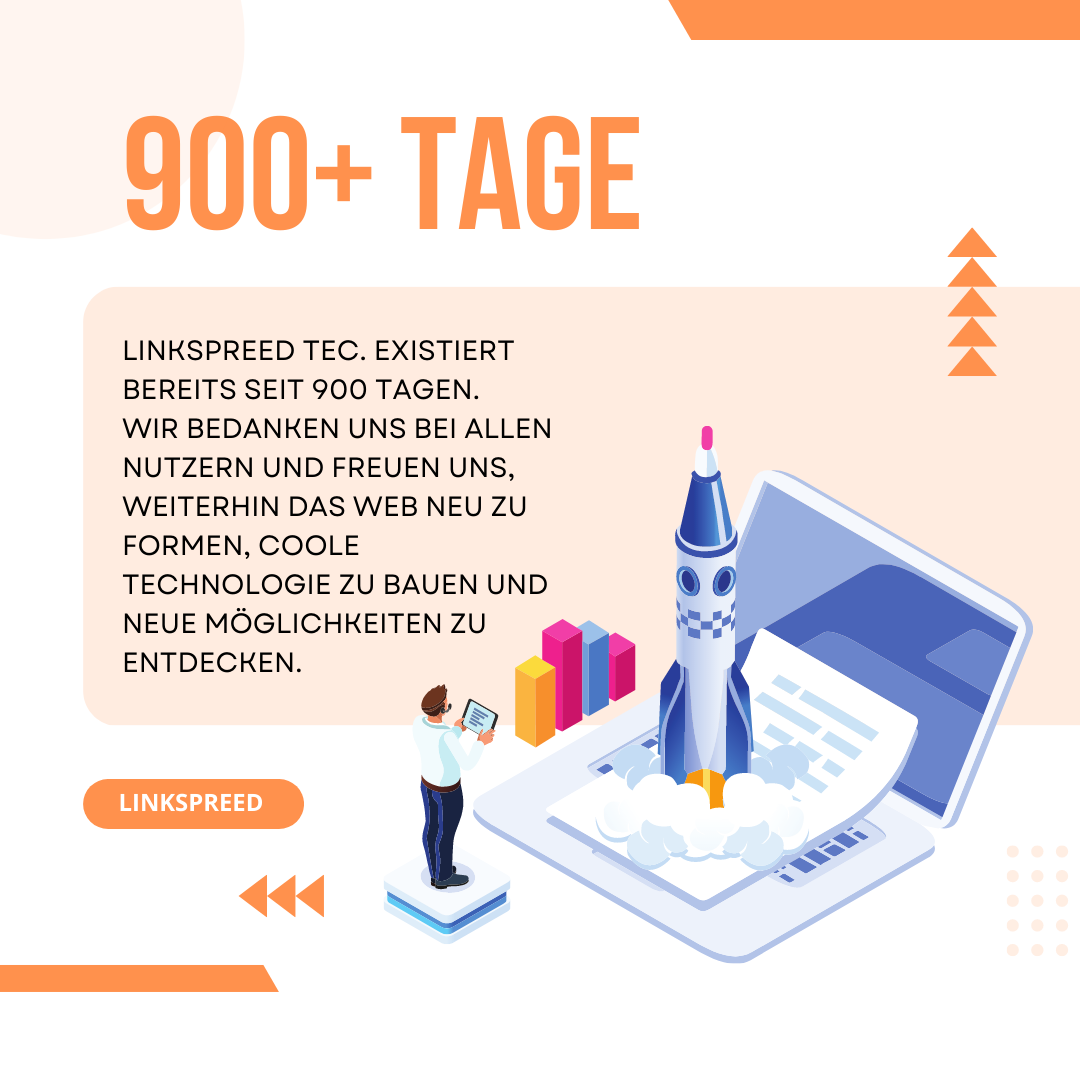 900+ TAGE
LINKSPREED TEC. EXISTIERT
BEREITS SEIT 900 TAGEN.
WIR BEDANKEN UNS BEI ALLEN
NUTZERN UND FREUEN UNS,
WEITERHIN DAS WEB NEU ZU
FORMEN, COOLE
TECHNOLOGIE ZU BAUEN UND
NEUE MÖGLICHKEITEN ZU
ENTDECKEN.
LINKSPREED